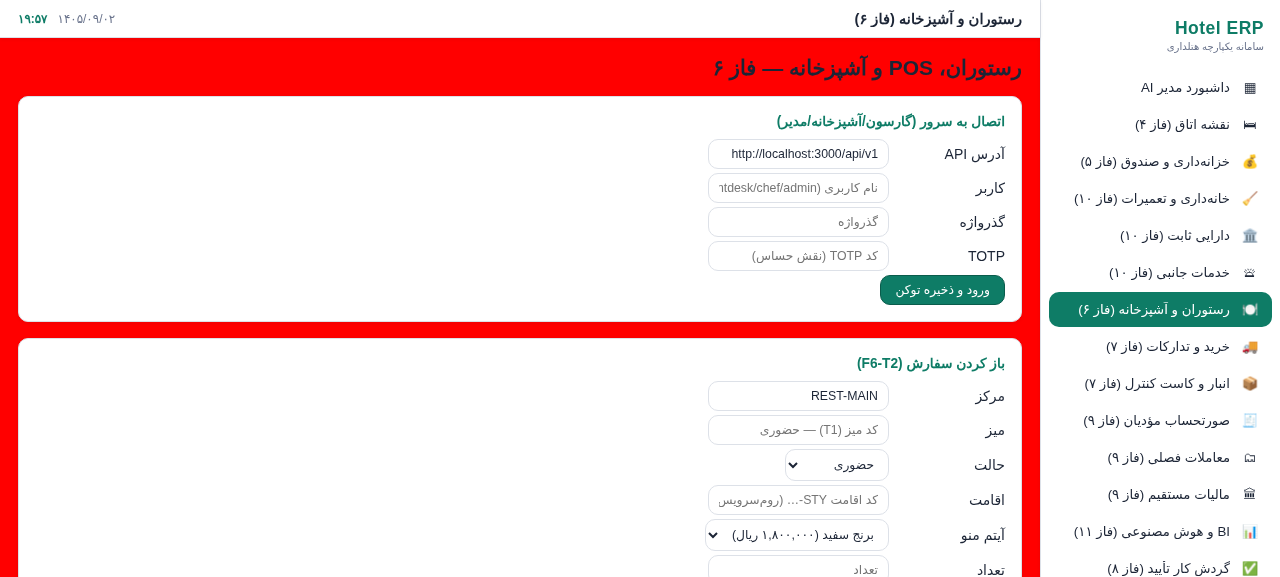 Hotel ERP
سامانه یکپارچه هتلداری
داشبورد مدیر AI
نقشه اتاق (فاز ۴)
خزانه‌داری و صندوق (فاز ۵)
خانه‌داری و تعمیرات (فاز ۱۰)
دارایی ثابت (فاز ۱۰)
خدمات جانبی (فاز ۱۰)
رستوران و آشپزخانه (فاز ۶)
خرید و تدارکات (فاز ۷)
انبار و کاست کنترل (فاز ۷)
صورتحساب مؤدیان (فاز ۹)
معاملات فصلی (فاز ۹)
مالیات مستقیم (فاز ۹)
BI و هوش مصنوعی (فاز ۱۱)
گردش کار تأیید (فاز ۸)
رستوران و آشپزخانه (فاز ۶)
۱۴۰۵/۰۹/۰۲ ۱۹:۵۷
رستوران، POS و آشپزخانه — فاز ۶
اتصال به سرور (گارسون/آشپزخانه/مدیر)
آدرس API http://localhost:3000/api/v1
کاربر نام کاربری (ntdesk/chef/admin
گذرواژه گذرواژه
TOTP کد TOTP (نقش حساس)
ورود و ذخیره توکن
باز کردن سفارش (F6-T2)
مرکز REST-MAIN
میز کد میز (T1) — حضوری
حالت حضوری
اقامت کد اقامت STY-… (روم‌سرویس
آیتم منو برنج سفید (۱,۸۰۰,۰۰۰ ریال)
تعداد تعداد